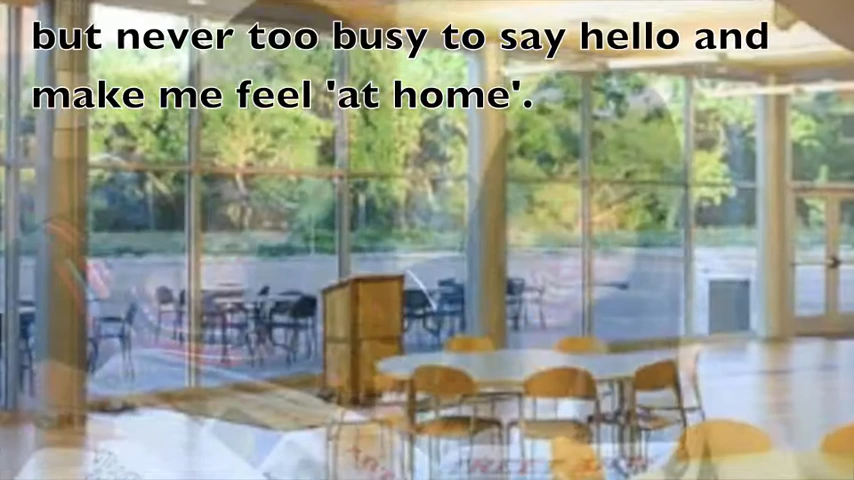 but never too busy to say hello and
make me feel 'at home'.